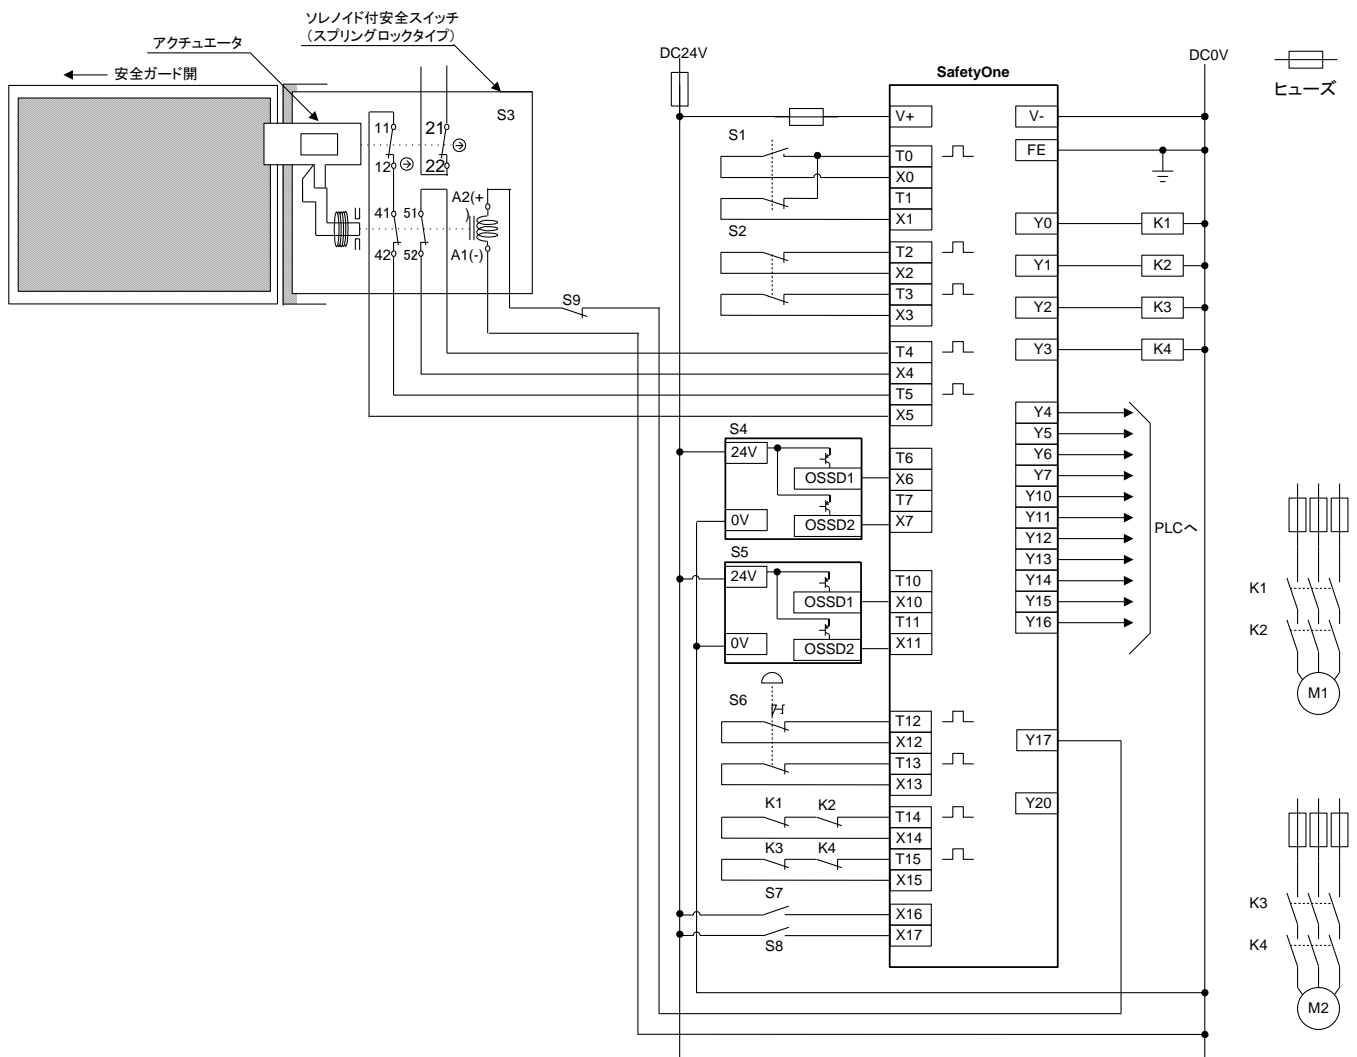 ソレノイド付安全スイッチ
(スプリングロックタイプ)
アクチュエータ
安全ガード開
S3
11
21
12
22
41
51
A2(+
)
42
52
A1(-)
S9
DC24V
DC0V
ヒューズ
SafetyOne
V+
V-
FE
S1
T0
X0
T1
X1
S2
T2
X2
T3
X3
T4
X4
T5
X5
S4
24V
OSSD1
0V
OSSD2
T6
X6
T7
X7
S5
24V
OSSD1
0V
OSSD2
T10
X10
T11
X11
S6
T12
X12
T13
X13
K1
K2
T14
X14
K3
K4
T15
X15
S7
X16
X17
S8
Y0
K1
Y1
K2
Y2
K3
Y3
K4
Y4
Y5
Y6
Y7
Y10
Y11
Y12
Y13
Y14
Y15
Y16
PLCへ
Y17
Y20
K1
K2
M1
K3
K4
M2